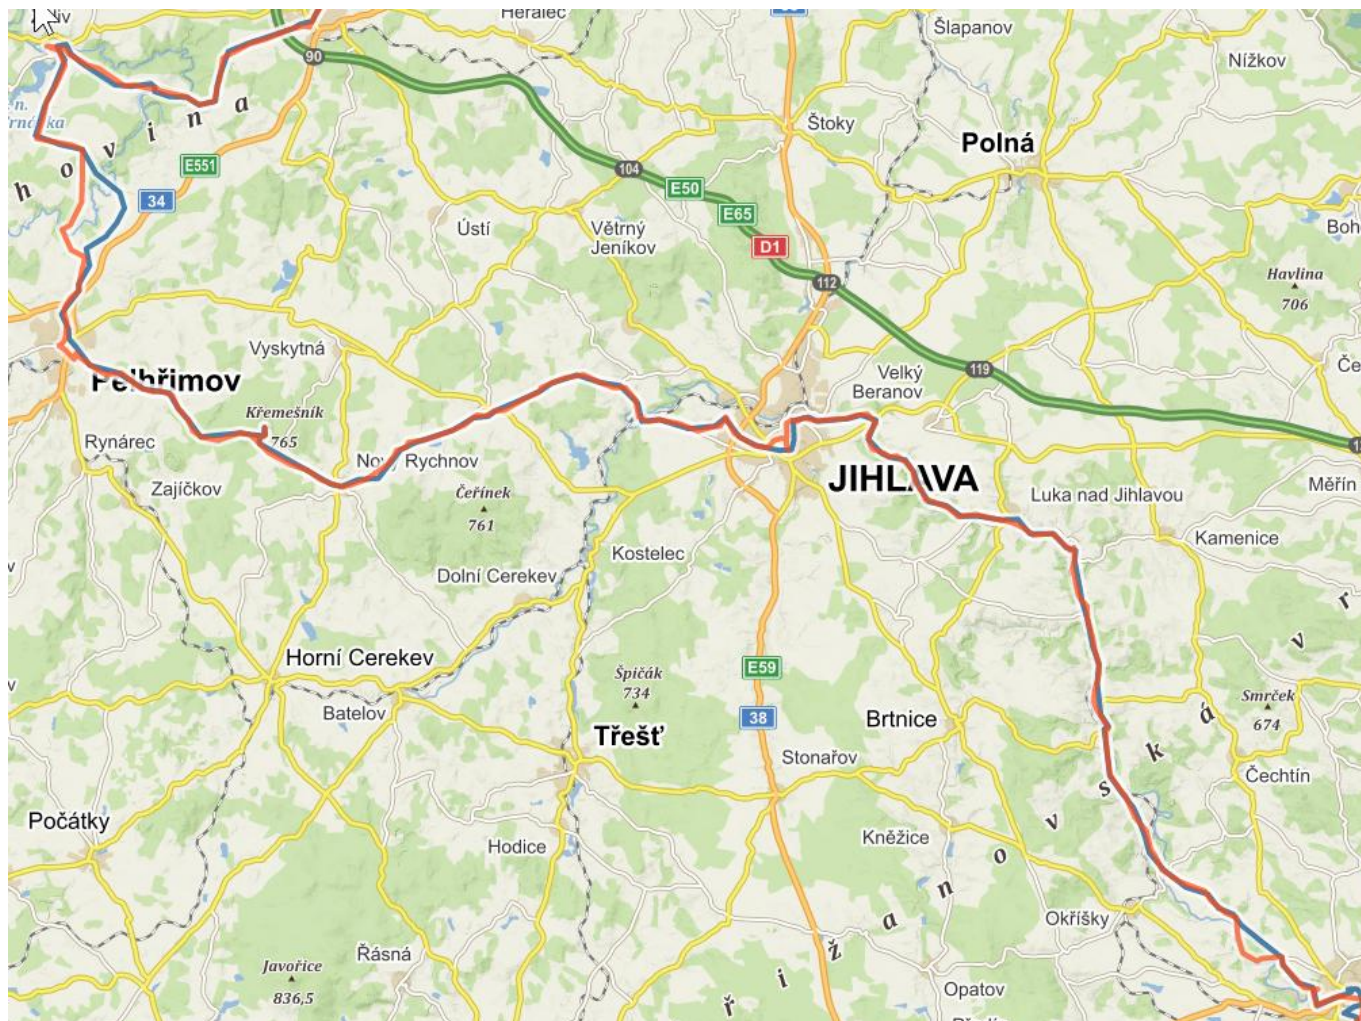 Heralec
Šlapanov
Nížkov
90
Štoky
Polná
E551
104
34
E50
E65
D1
Ústí
Větrný
Jeníkov
112
Havlina
706
Vyskytná
119
Velký
Beranov
Pelhřimov
Křemešník
765
Rynárec
Nový Rychnov
Zajíčkov
Čeřínek
761
JIHLAVA
Luka nad Jihlavou
Měřín
Kamenice
Kostelec
Dolní Cerekev
Horní Cerekev
Špičák
734
E59
38
Batelov
Třešť
Brtnice
Smrček
674
Stonařov
Čechtín
Počátky
Hodice
Kněžice
Okříšky
Javořice
836,5
Řásná
Opatov
h o v i n a
ř i ž a n o v s k á v r